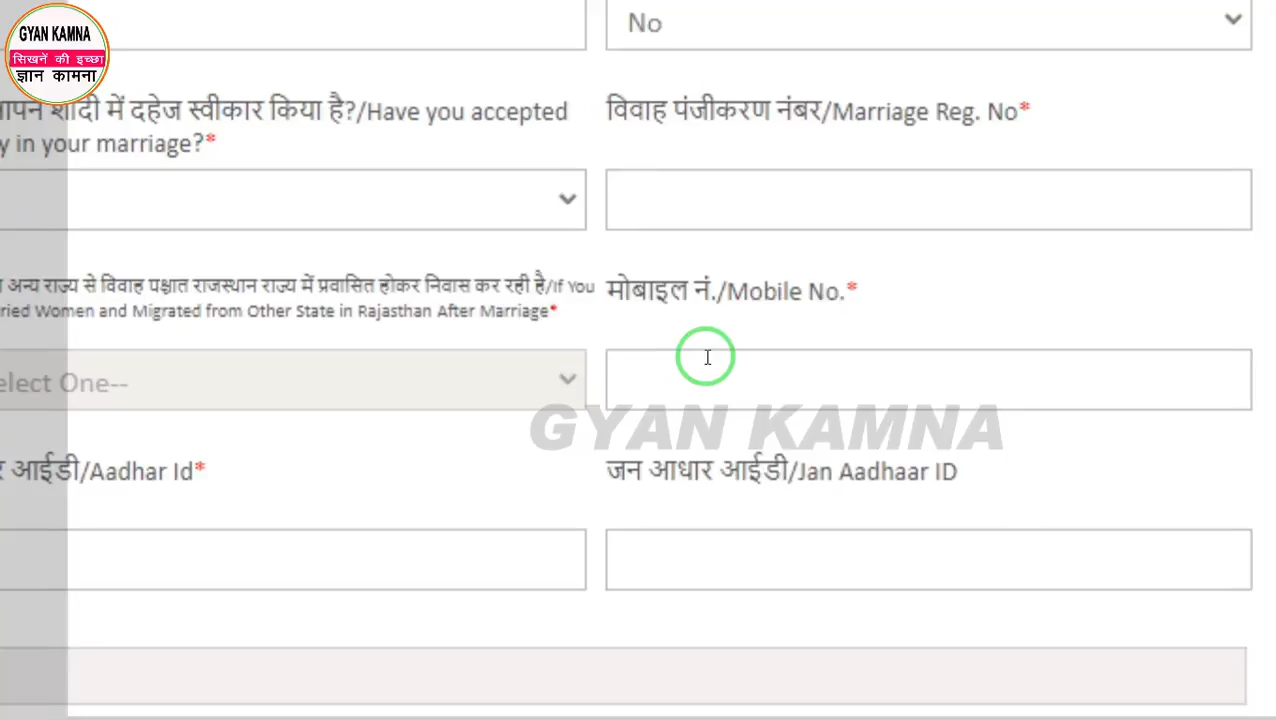 GYAN KAMNA
सिखनें की इच्छा
ज्ञान कामना
No
शादी में दहेज स्वीकार किया है?/Have you accepted
in your marriage?*
विवाह पंजीकरण नंबर/Marriage Reg. No*
अन्य राज्य से विवाह पश्चात राजस्थान राज्य में प्रवासित होकर निवास कर रही है/If You
Women and Migrated from Other State in Rajasthan After Marriage*
मोबाइल नं./Mobile No.*
One--
GYAN KAMNA
आईडी/Aadhar Id*
जन आधार आईडी/Jan Aadhaar ID